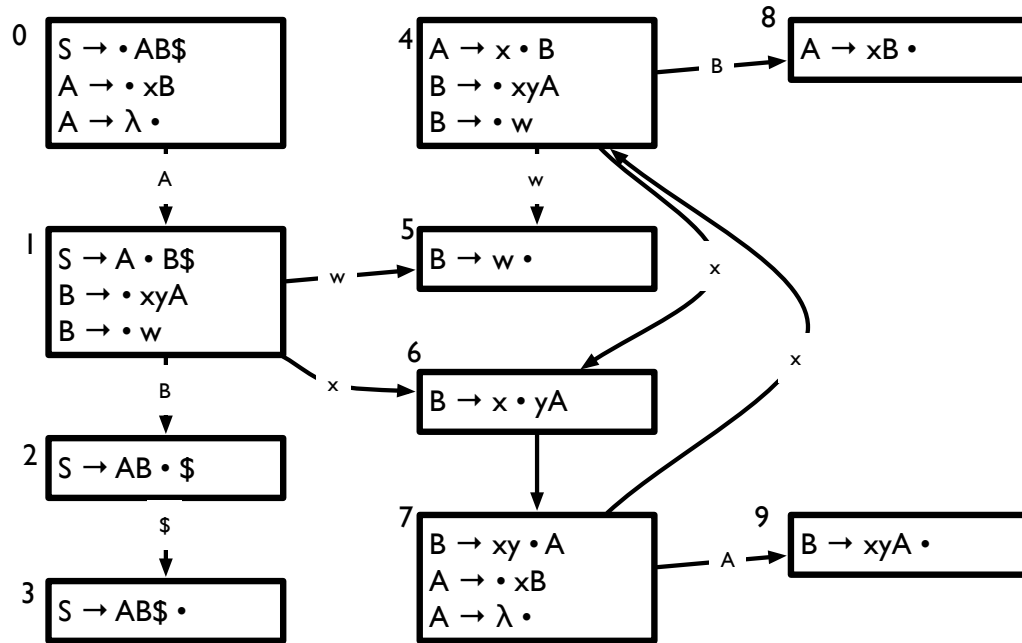 0
S → • AB$
A → • xB
A → λ •
A
1
S → A • B$
B → • xyA
B → • w
B
2
S → AB • $
$
3
S → AB$ •
w
x
4
A → x • B
B → • xyA
B → • w
B
w
x
5
B → w •
6
B → x • yA
7
B → xy • A
A → • xB
A → λ •
x
A
8
A → xB •
9
B → xyA •